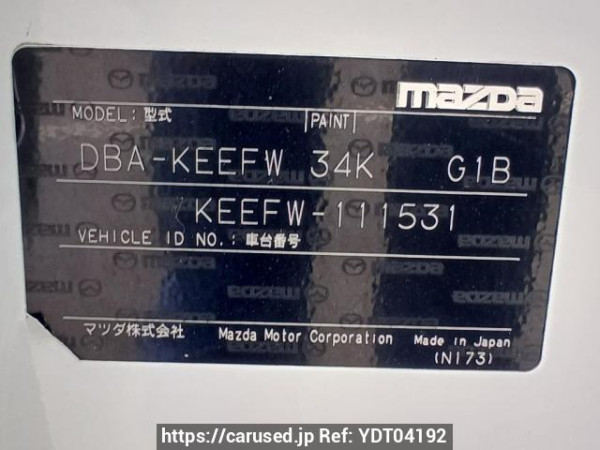 mazda
MODEL: 型式 |PAINT|
DBA-KEEFW 34K G1B
KEEFW-111531
VEHICLE ID NO.: 車台番号
マツダ株式会社 Mazda Motor Corporation Made in Japan
(N173)
https://carused.jp Ref: YDT04192